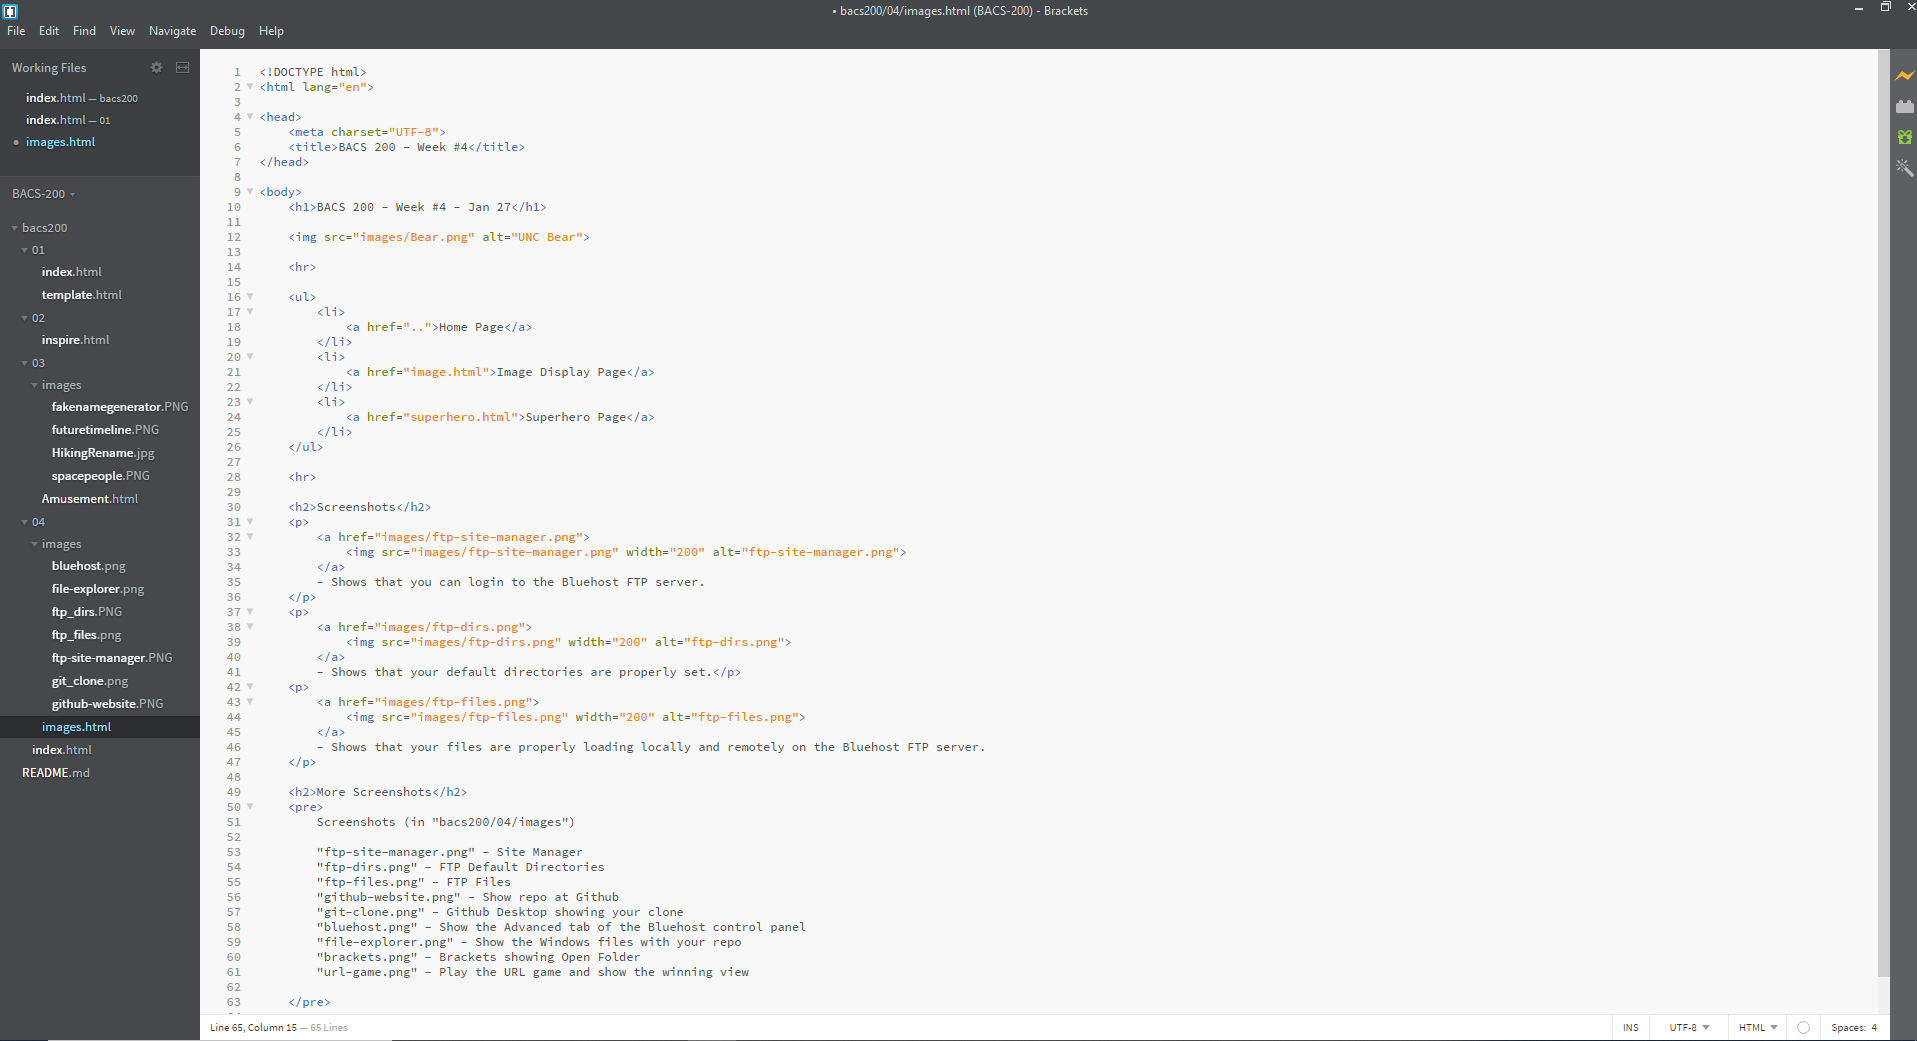 • bacs200/04/images.html (BACS-200) - Brackets
File Edit Find View Navigate Debug Help
Working Files
index.html — bacs200
index.html — 01
• images.html
BACS-200
bacs200
01
index.html
template.html
02
inspire.html
03
images
fakenamegenerator.PNG
futuretimeline.PNG
HikingRename.jpg
spacepeople.PNG
Amusement.html
04
images
bluehost.png
file-explorer.png
ftp_dirs.PNG
ftp_files.png
ftp-site-manager.PNG
git_clone.png
github-website.PNG
images.html
index.html
README.md
1 <!DOCTYPE html>
2 <html lang="en">
3
4 <head>
5     <meta charset="UTF-8">
6     <title>BACS 200 - Week #4</title>
7 </head>
8
9 <body>
10     <h1>BACS 200 - Week #4 - Jan 27</h1>
11
12     <img src="images/Bear.png" alt="UNC Bear">
13
14     <hr>
15
16     <ul>
17         <li>
18             <a href="..">Home Page</a>
19         </li>
20         <li>
21             <a href="image.html">Image Display Page</a>
22         </li>
23         <li>
24             <a href="superhero.html">Superhero Page</a>
25         </li>
26     </ul>
27
28     <hr>
29
30     <h2>Screenshots</h2>
31     <p>
32         <a href="images/ftp-site-manager.png">
33             <img src="images/ftp-site-manager.png" width="200" alt="ftp-site-manager.png">
34         </a>
35         - Shows that you can login to the Bluehost FTP server.
36     </p>
37     <p>
38         <a href="images/ftp-dirs.png">
39             <img src="images/ftp-dirs.png" width="200" alt="ftp-dirs.png">
40         </a>
41         - Shows that your default directories are properly set.</p>
42     <p>
43         <a href="images/ftp-files.png">
44             <img src="images/ftp-files.png" width="200" alt="ftp-files.png">
45         </a>
46         - Shows that your files are properly loading locally and remotely on the Bluehost FTP server.
47     </p>
48
49     <h2>More Screenshots</h2>
50     <pre>
51         Screenshots (in "bacs200/04/images")
52
53         "ftp-site-manager.png" - Site Manager
54         "ftp-dirs.png" - FTP Default Directories
55         "ftp-files.png" - FTP Files
56         "github-website.png" - Show repo at Github
57         "git-clone.png" - Github Desktop showing your clone
58         "bluehost.png" - Show the Advanced tab of the Bluehost control panel
59         "file-explorer.png" - Show the Windows files with your repo
60         "brackets.png" - Brackets showing Open Folder
61         "url-game.png" - Play the URL game and show the winning view
62
63     </pre>
Line 65, Column 15 — 65 Lines
INS UTF-8 HTML Spaces: 4